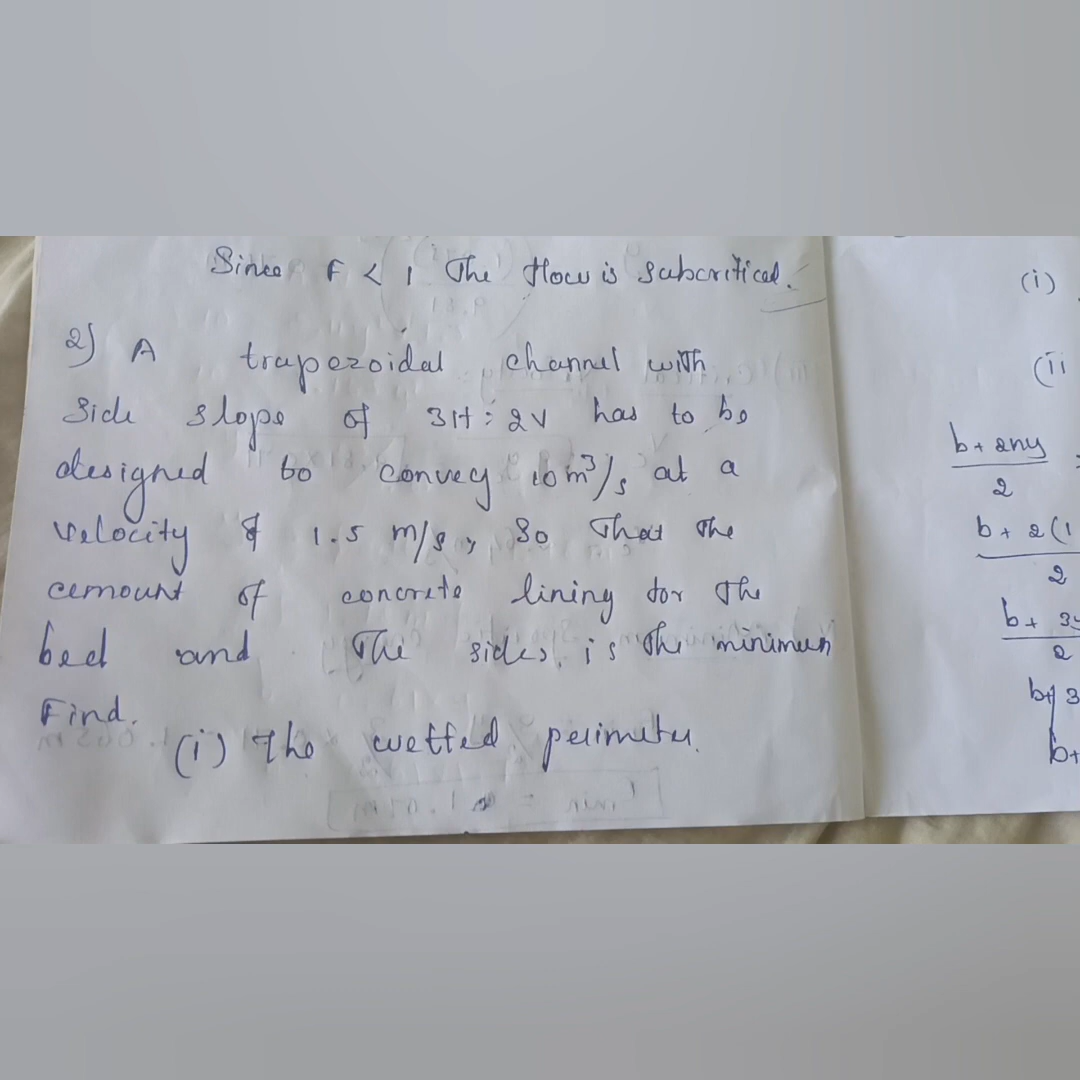 Since F < 1 The flow is subcritical.
2) A trapezoidal channel with
Side slope of 3H : 2V has to be
designed to convey 10 m³/s at a
velocity of 1.5 m/s, so that the
amount of concrete lining for the
bed and the sides, is the minimum
Find.
(i) The wetted perimeter.
(i)
(ii
b + 2ny
2
b + 2(1
2
b + 3y
2
b+ 3
b+